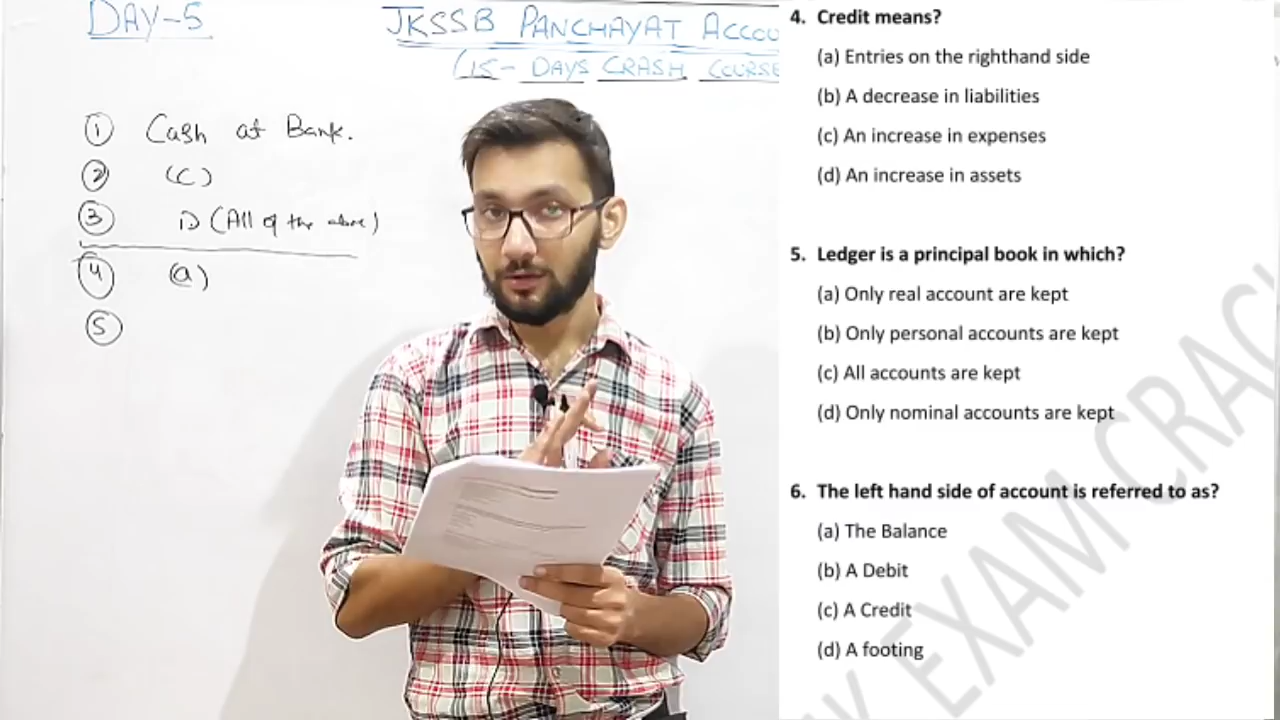 DAY-5
JKSSB PANCHAYAT ACCOU
(15- DAYS CRASH COURSE
① Cash at Bank.
② (C)
③ D (All of the above)
④ (a)
⑤
4. Credit means?
(a) Entries on the righthand side
(b) A decrease in liabilities
(c) An increase in expenses
(d) An increase in assets
5. Ledger is a principal book in which?
(a) Only real account are kept
(b) Only personal accounts are kept
(c) All accounts are kept
(d) Only nominal accounts are kept
6. The left hand side of account is referred to as?
(a) The Balance
(b) A Debit
(c) A Credit
(d) A footing
EXAM CRAC